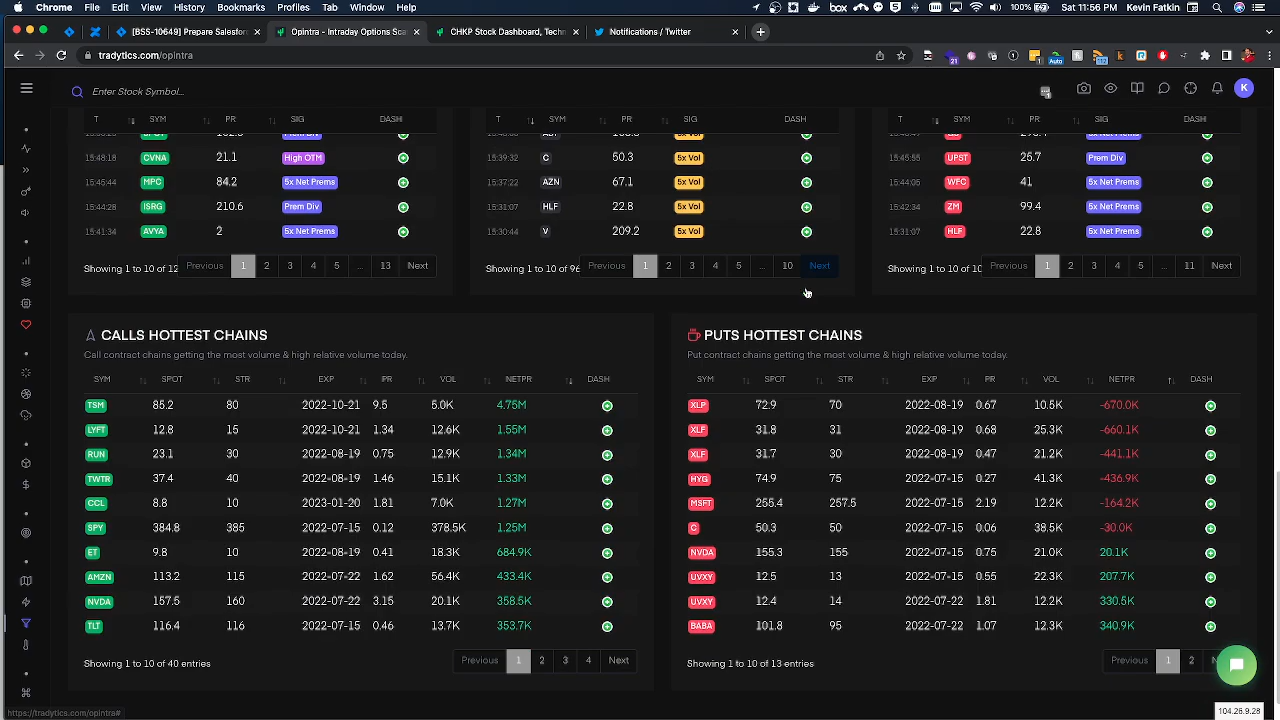 Chrome File Edit View History Bookmarks Profiles Tab Window Help box 5 100% Sat 11:56 PM Kevin Fatkin
[BSS-10649] Prepare Salesfor Opintra - Intraday Options Sca CHKP Stock Dashboard, Techn Notifications / Twitter
tradytics.com/opintra 21 Auto
Enter Stock Symbol... K
T SYM PR SIG DASH T SYM PR SIG DASH T SYM PR SIG DASH
15:48:18 CVNA 21.1 High OTM 15:39:32 C 50.3 5x Vol 15:45:55 UPST 25.7 Prem Div
15:45:44 MPC 84.2 5x Net Prems 15:37:22 AZN 67.1 5x Vol 15:44:05 WFC 41 5x Net Prems
15:44:28 ISRG 210.6 Prem Div 15:31:07 HLF 22.8 5x Vol 15:42:34 ZM 99.4 5x Net Prems
15:41:34 AVYA 2 5x Net Prems 15:30:44 V 209.2 5x Vol 15:31:07 HLF 22.8 5x Net Prems
Showing 1 to 10 of 12 Previous 1 2 3 4 5 ... 13 Next Showing 1 to 10 of 96 Previous 1 2 3 4 5 ... 10 Next Showing 1 to 10 of 10 Previous 1 2 3 4 5 ... 11 Next
CALLS HOTTEST CHAINS
Call contract chains getting the most volume & high relative volume today.
SYM SPOT STR EXP PR VOL NETPR DASH
TSM 85.2 80 2022-10-21 9.5 5.0K 4.75M
LYFT 12.8 15 2022-10-21 1.34 12.6K 1.55M
RUN 23.1 30 2022-08-19 0.75 12.9K 1.34M
TWTR 37.4 40 2022-08-19 1.46 15.1K 1.33M
CCL 8.8 10 2023-01-20 1.81 7.0K 1.27M
SPY 384.8 385 2022-07-15 0.12 378.5K 1.25M
ET 9.8 10 2022-08-19 0.41 18.3K 684.9K
AMZN 113.2 115 2022-07-22 1.62 56.4K 433.4K
NVDA 157.5 160 2022-07-22 3.15 20.1K 358.5K
TLT 116.4 116 2022-07-15 0.46 13.7K 353.7K
Showing 1 to 10 of 40 entries Previous 1 2 3 4 Next
PUTS HOTTEST CHAINS
Put contract chains getting the most volume & high relative volume today.
SYM SPOT STR EXP PR VOL NETPR DASH
XLP 72.9 70 2022-08-19 0.67 10.5K -670.0K
XLF 31.8 31 2022-08-19 0.68 25.3K -660.1K
XLF 31.7 30 2022-08-19 0.47 21.2K -441.1K
HYG 74.9 75 2022-07-15 0.27 41.3K -436.9K
MSFT 255.4 257.5 2022-07-15 2.19 12.2K -164.2K
C 50.3 50 2022-07-15 0.06 38.5K -30.0K
NVDA 155.3 155 2022-07-15 0.75 21.0K 20.1K
UVXY 12.5 13 2022-07-15 0.55 22.3K 207.7K
UVXY 12.4 14 2022-07-22 1.81 12.2K 330.5K
BABA 101.8 95 2022-07-22 1.07 12.3K 340.9K
Showing 1 to 10 of 13 entries Previous 1 2
https://tradytics.com/opintra#
104.26.9.28